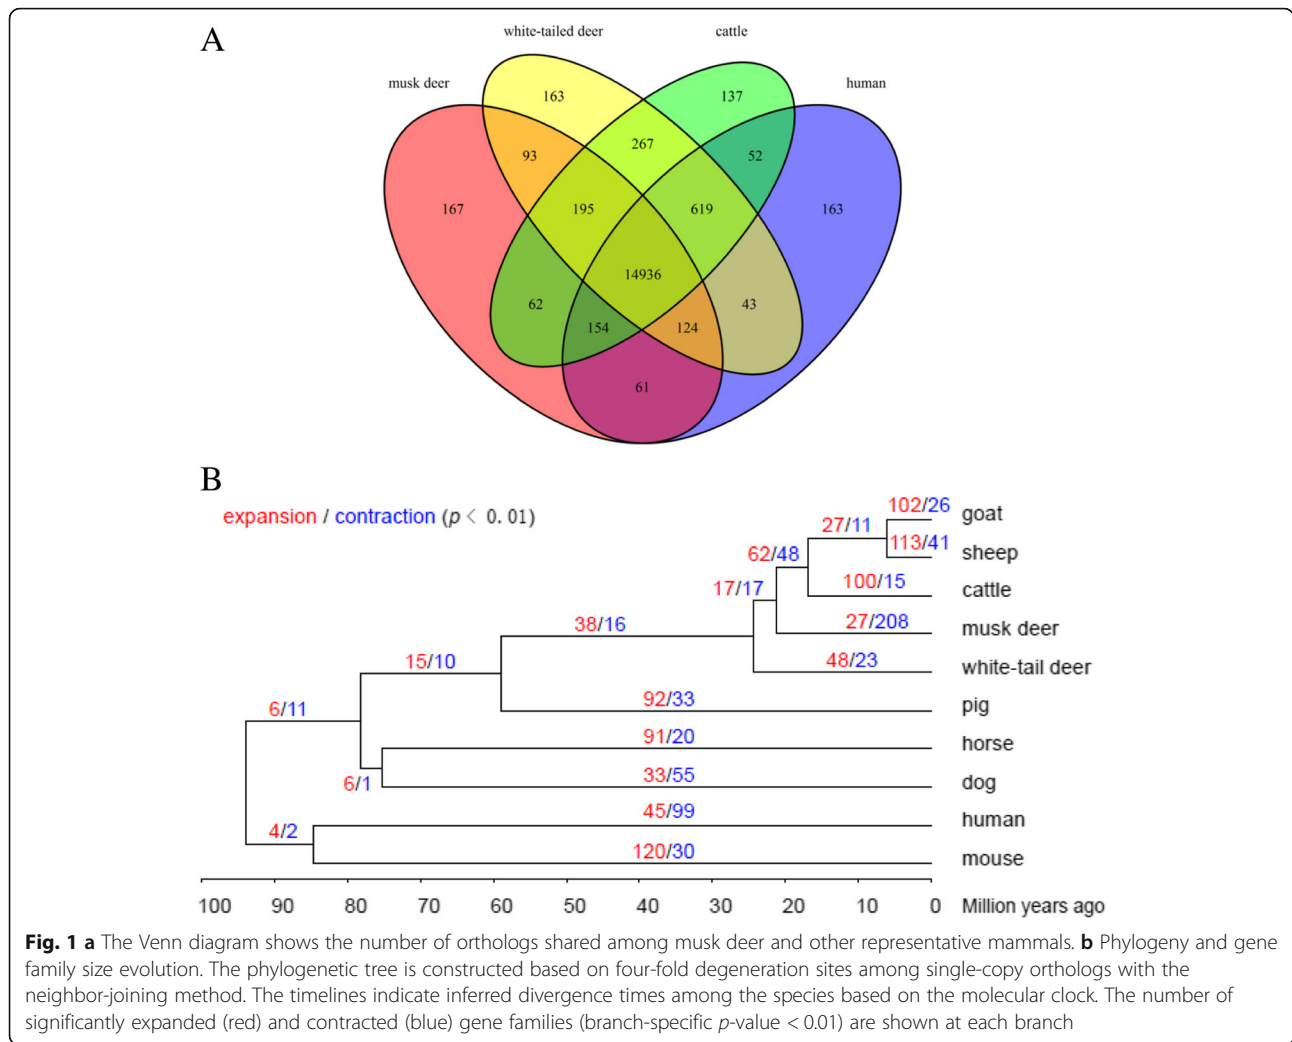 A
white-tailed deer
cattle
musk deer
human
163
137
93
267
52
167
195
619
163
14936
62
43
154
124
61
B
expansion / contraction (p < 0.01)
102/26
goat
27/11
113/41
sheep
62/48
100/15
cattle
17/17
27/208
musk deer
38/16
48/23
white-tail deer
15/10
92/33
pig
6/11
91/20
horse
6/1
33/55
dog
45/99
human
4/2
120/30
mouse
100 90 80 70 60 50 40 30 20 10 0 Million years ago
Fig. 1 a The Venn diagram shows the number of orthologs shared among musk deer and other representative mammals. b Phylogeny and gene
family size evolution. The phylogenetic tree is constructed based on four-fold degeneration sites among single-copy orthologs with the
neighbor-joining method. The timelines indicate inferred divergence times among the species based on the molecular clock. The number of
significantly expanded (red) and contracted (blue) gene families (branch-specific p-value < 0.01) are shown at each branch